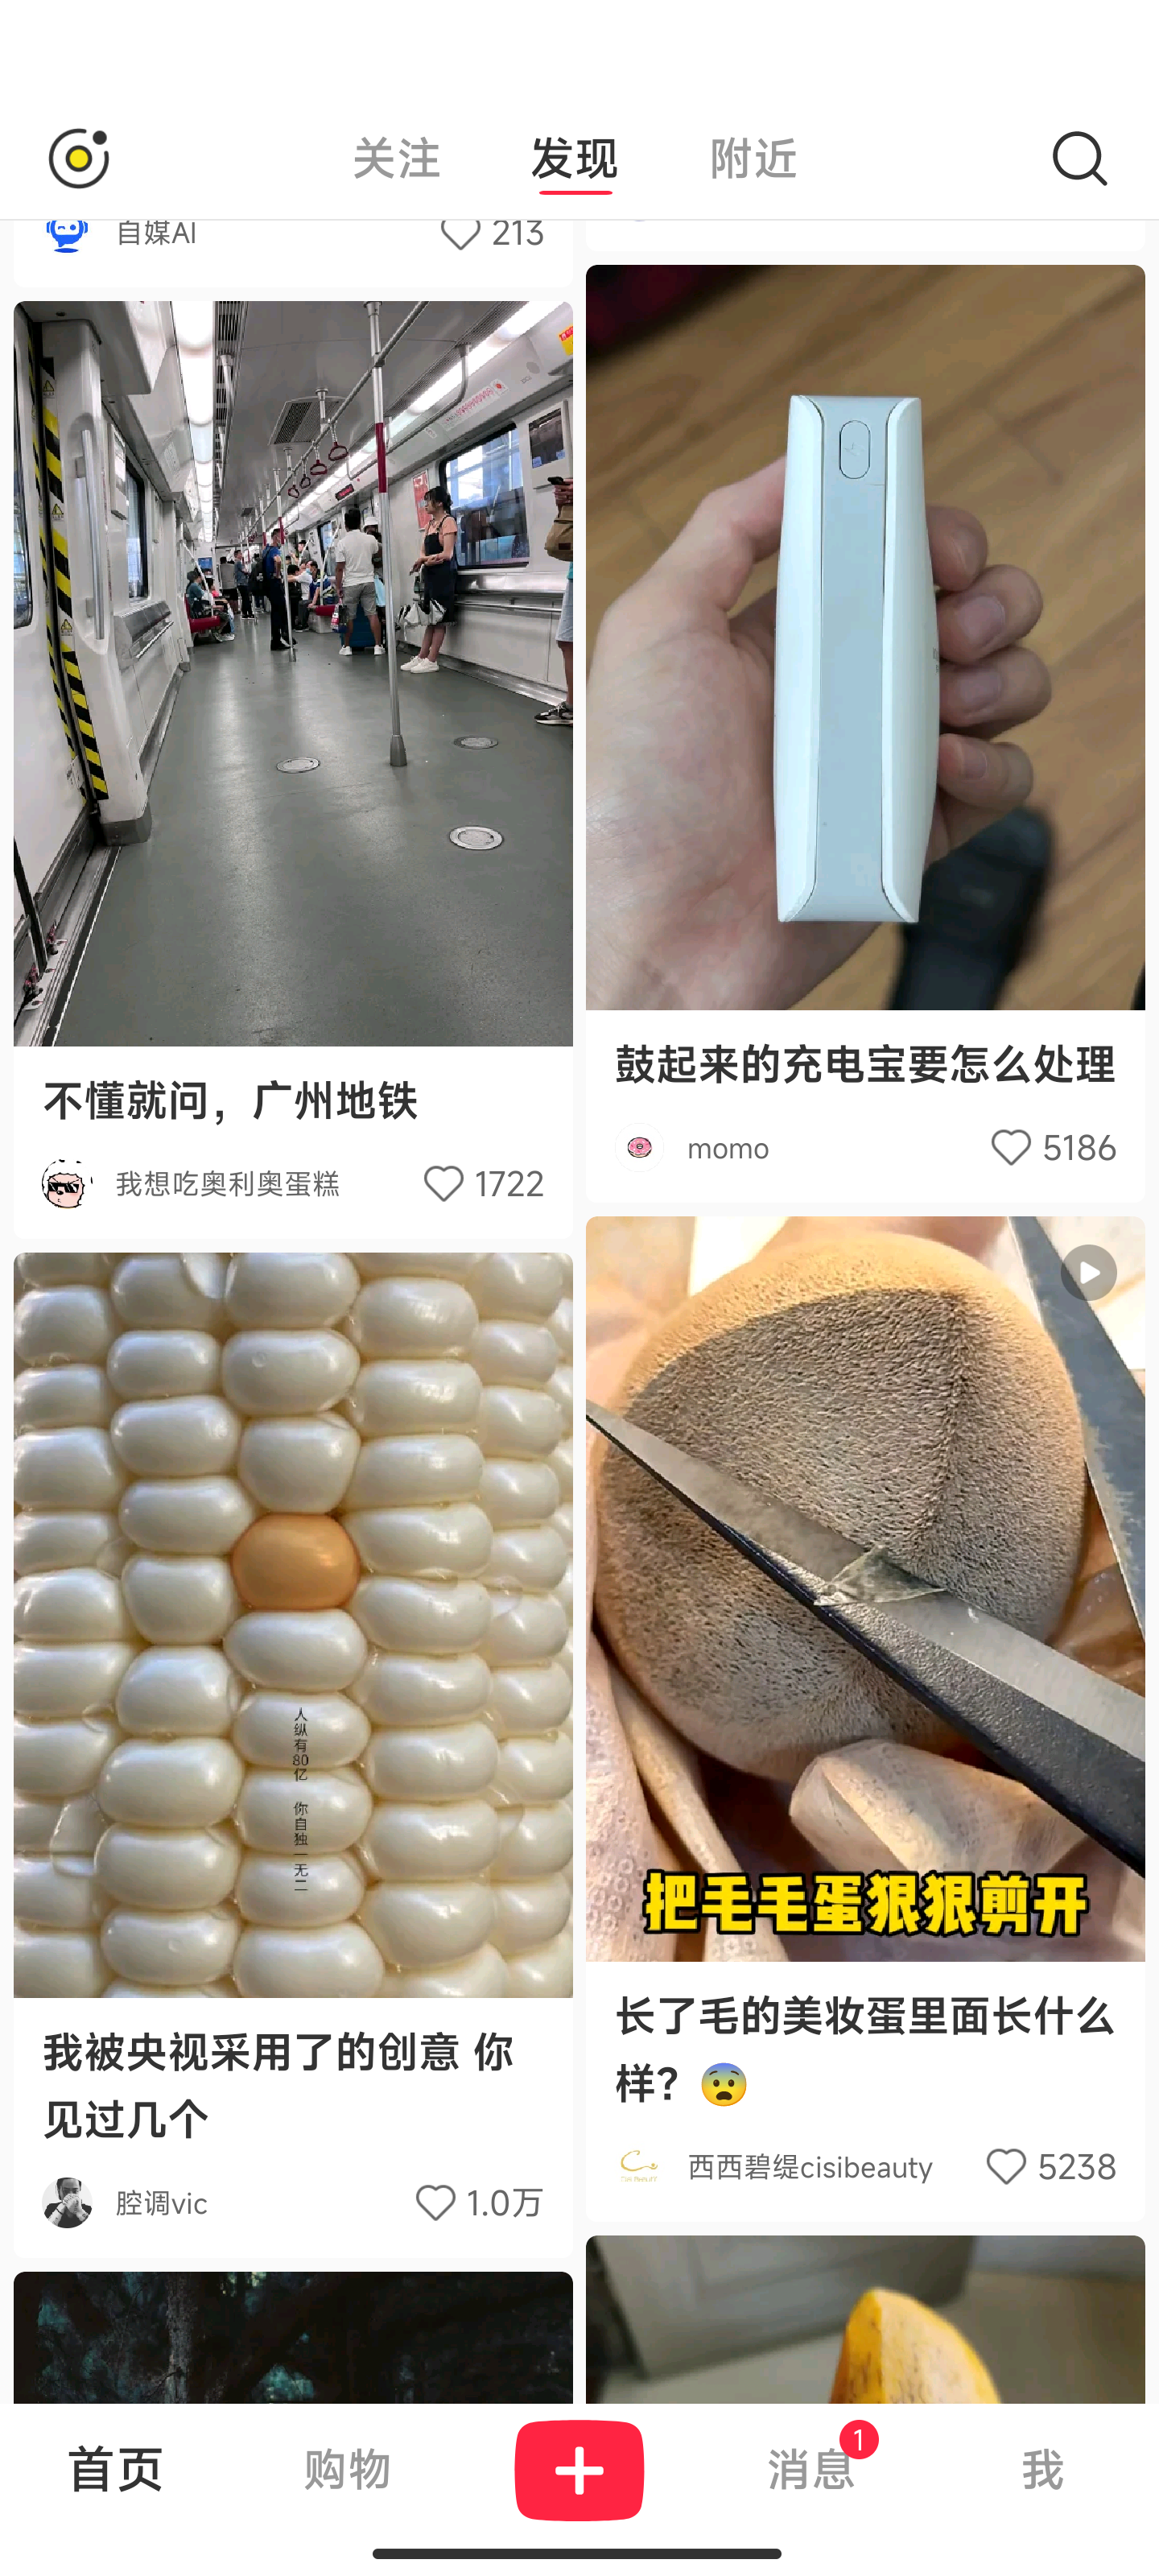 关注
发现
附近
自媒AI
213
不懂就问，广州地铁
我想吃奥利奥蛋糕
1722
鼓起来的充电宝要怎么处理
momo
5186
人纵有80亿 你自独一无二
我被央视采用了的创意 你
见过几个
腔调vic
1.0万
把毛毛蛋狠狠剪开
长了毛的美妆蛋里面长什么
样？😨
西西碧缇cisibeauty
5238
首页
购物
消息
1
我